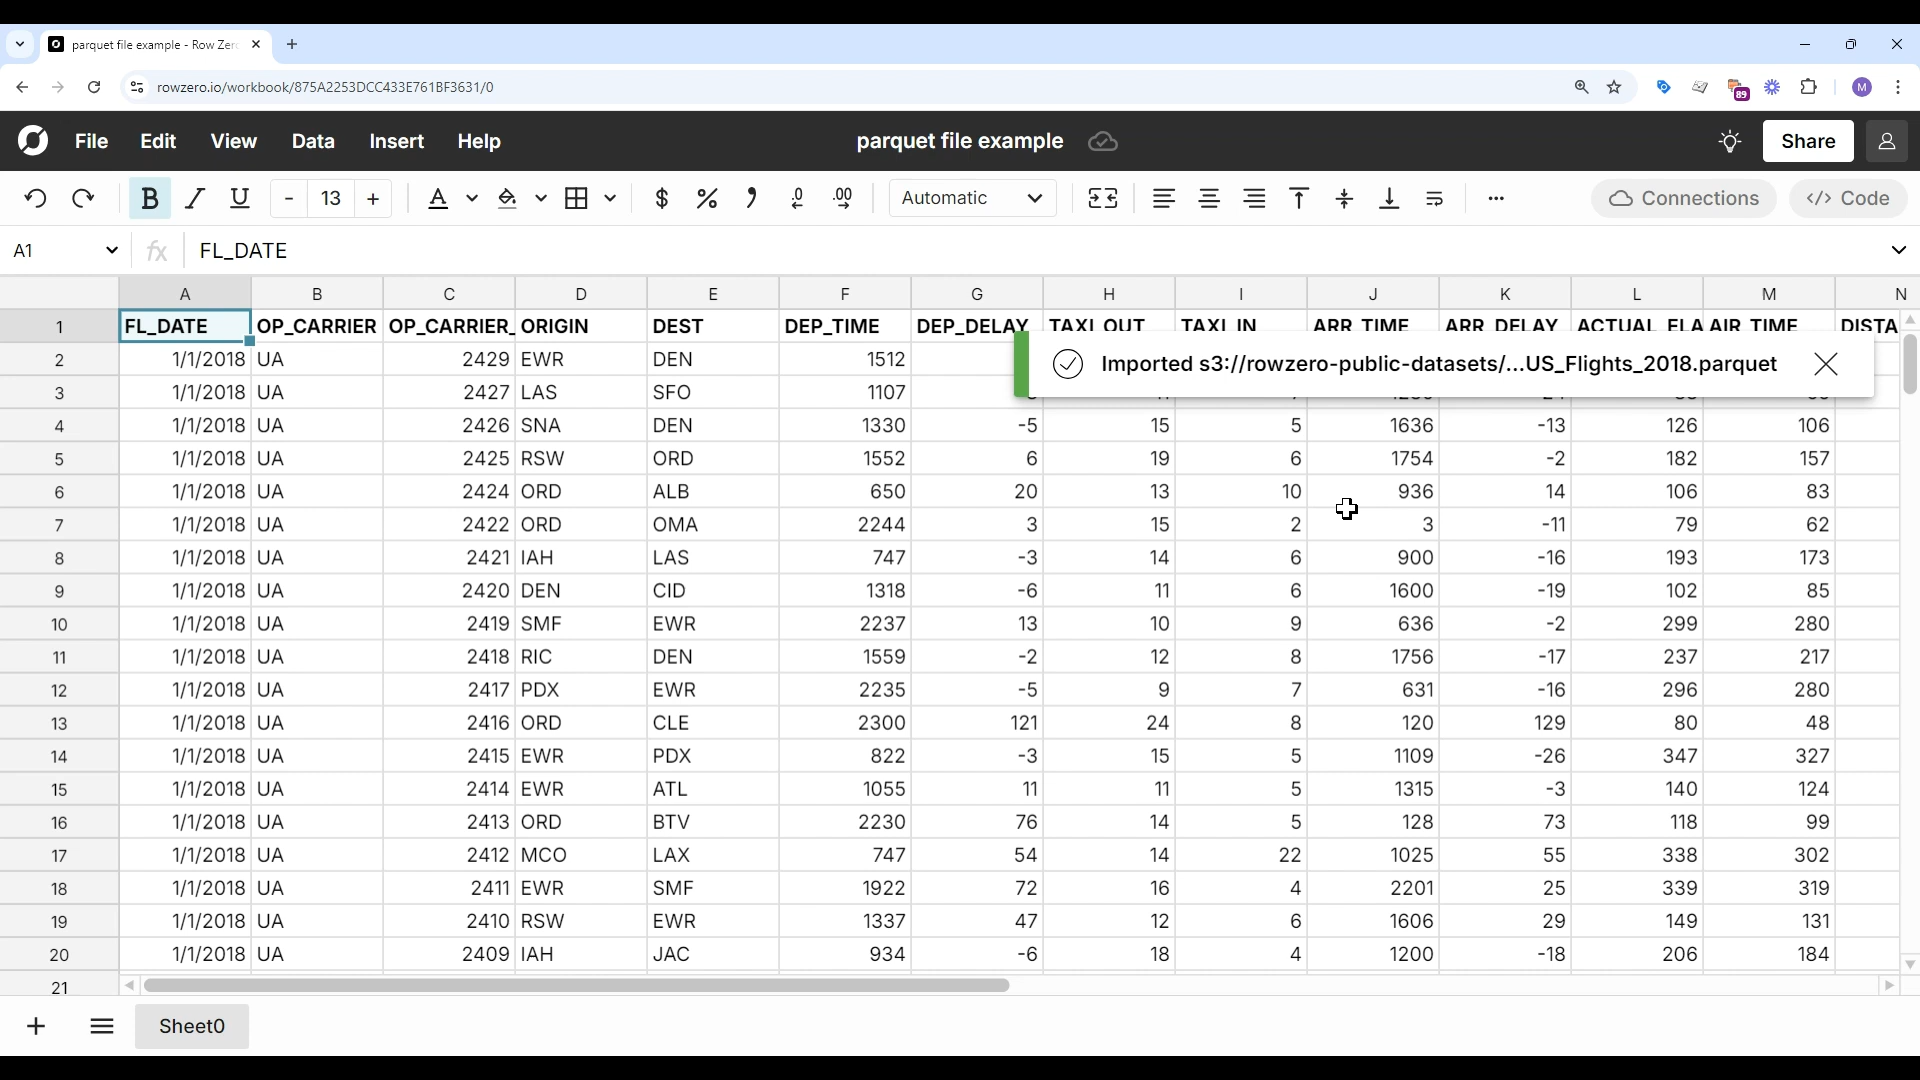 parquet file example - Row Zer
rowzero.io/workbook/875A2253DCC433E761BF3631/0
89
M
File Edit View Data Insert Help
parquet file example
Share
B I U - 13 + A $ % , .0 .00 Automatic ... Connections </> Code
A1 fx FL_DATE
A B C D E F G H I J K L M N
1 FL_DATE OP_CARRIER OP_CARRIER_ ORIGIN DEST DEP_TIME DEP_DELAY TAXI_OUT TAXI_IN ARR_TIME ARR_DELAY ACTUAL_ELA AIR_TIME DISTA
2 1/1/2018 UA 2429 EWR DEN 1512
Imported s3://rowzero-public-datasets/...US_Flights_2018.parquet
3 1/1/2018 UA 2427 LAS SFO 1107
4 1/1/2018 UA 2426 SNA DEN 1330 -5 15 5 1636 -13 126 106
5 1/1/2018 UA 2425 RSW ORD 1552 6 19 6 1754 -2 182 157
6 1/1/2018 UA 2424 ORD ALB 650 20 13 10 936 14 106 83
7 1/1/2018 UA 2422 ORD OMA 2244 3 15 2 3 -11 79 62
8 1/1/2018 UA 2421 IAH LAS 747 -3 14 6 900 -16 193 173
9 1/1/2018 UA 2420 DEN CID 1318 -6 11 6 1600 -19 102 85
10 1/1/2018 UA 2419 SMF EWR 2237 13 10 9 636 -2 299 280
11 1/1/2018 UA 2418 RIC DEN 1559 -2 12 8 1756 -17 237 217
12 1/1/2018 UA 2417 PDX EWR 2235 -5 9 7 631 -16 296 280
13 1/1/2018 UA 2416 ORD CLE 2300 121 24 8 120 129 80 48
14 1/1/2018 UA 2415 EWR PDX 822 -3 15 5 1109 -26 347 327
15 1/1/2018 UA 2414 EWR ATL 1055 11 11 5 1315 -3 140 124
16 1/1/2018 UA 2413 ORD BTV 2230 76 14 5 128 73 118 99
17 1/1/2018 UA 2412 MCO LAX 747 54 14 22 1025 55 338 302
18 1/1/2018 UA 2411 EWR SMF 1922 72 16 4 2201 25 339 319
19 1/1/2018 UA 2410 RSW EWR 1337 47 12 6 1606 29 149 131
20 1/1/2018 UA 2409 IAH JAC 934 -6 18 4 1200 -18 206 184
21
Sheet0